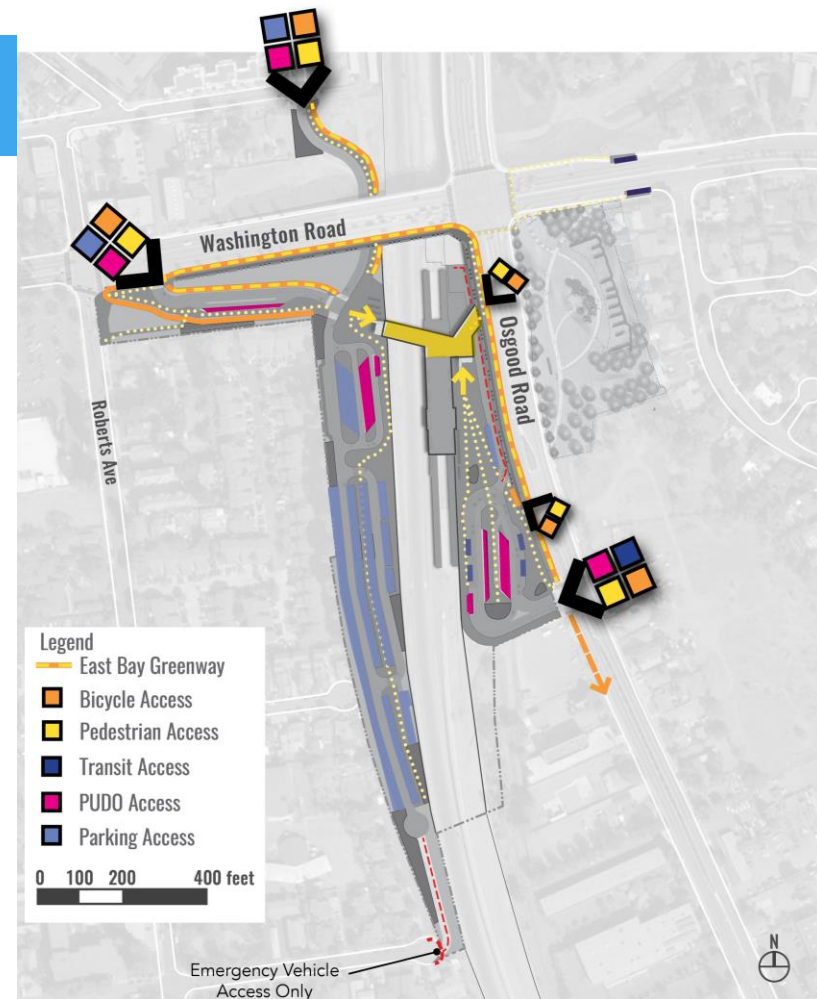 Washington Road
Osgood Road
Roberts Ave
Legend
East Bay Greenway
Bicycle Access
Pedestrian Access
Transit Access
PUDO Access
Parking Access
0 100 200 400 feet
Emergency Vehicle
Access Only
N